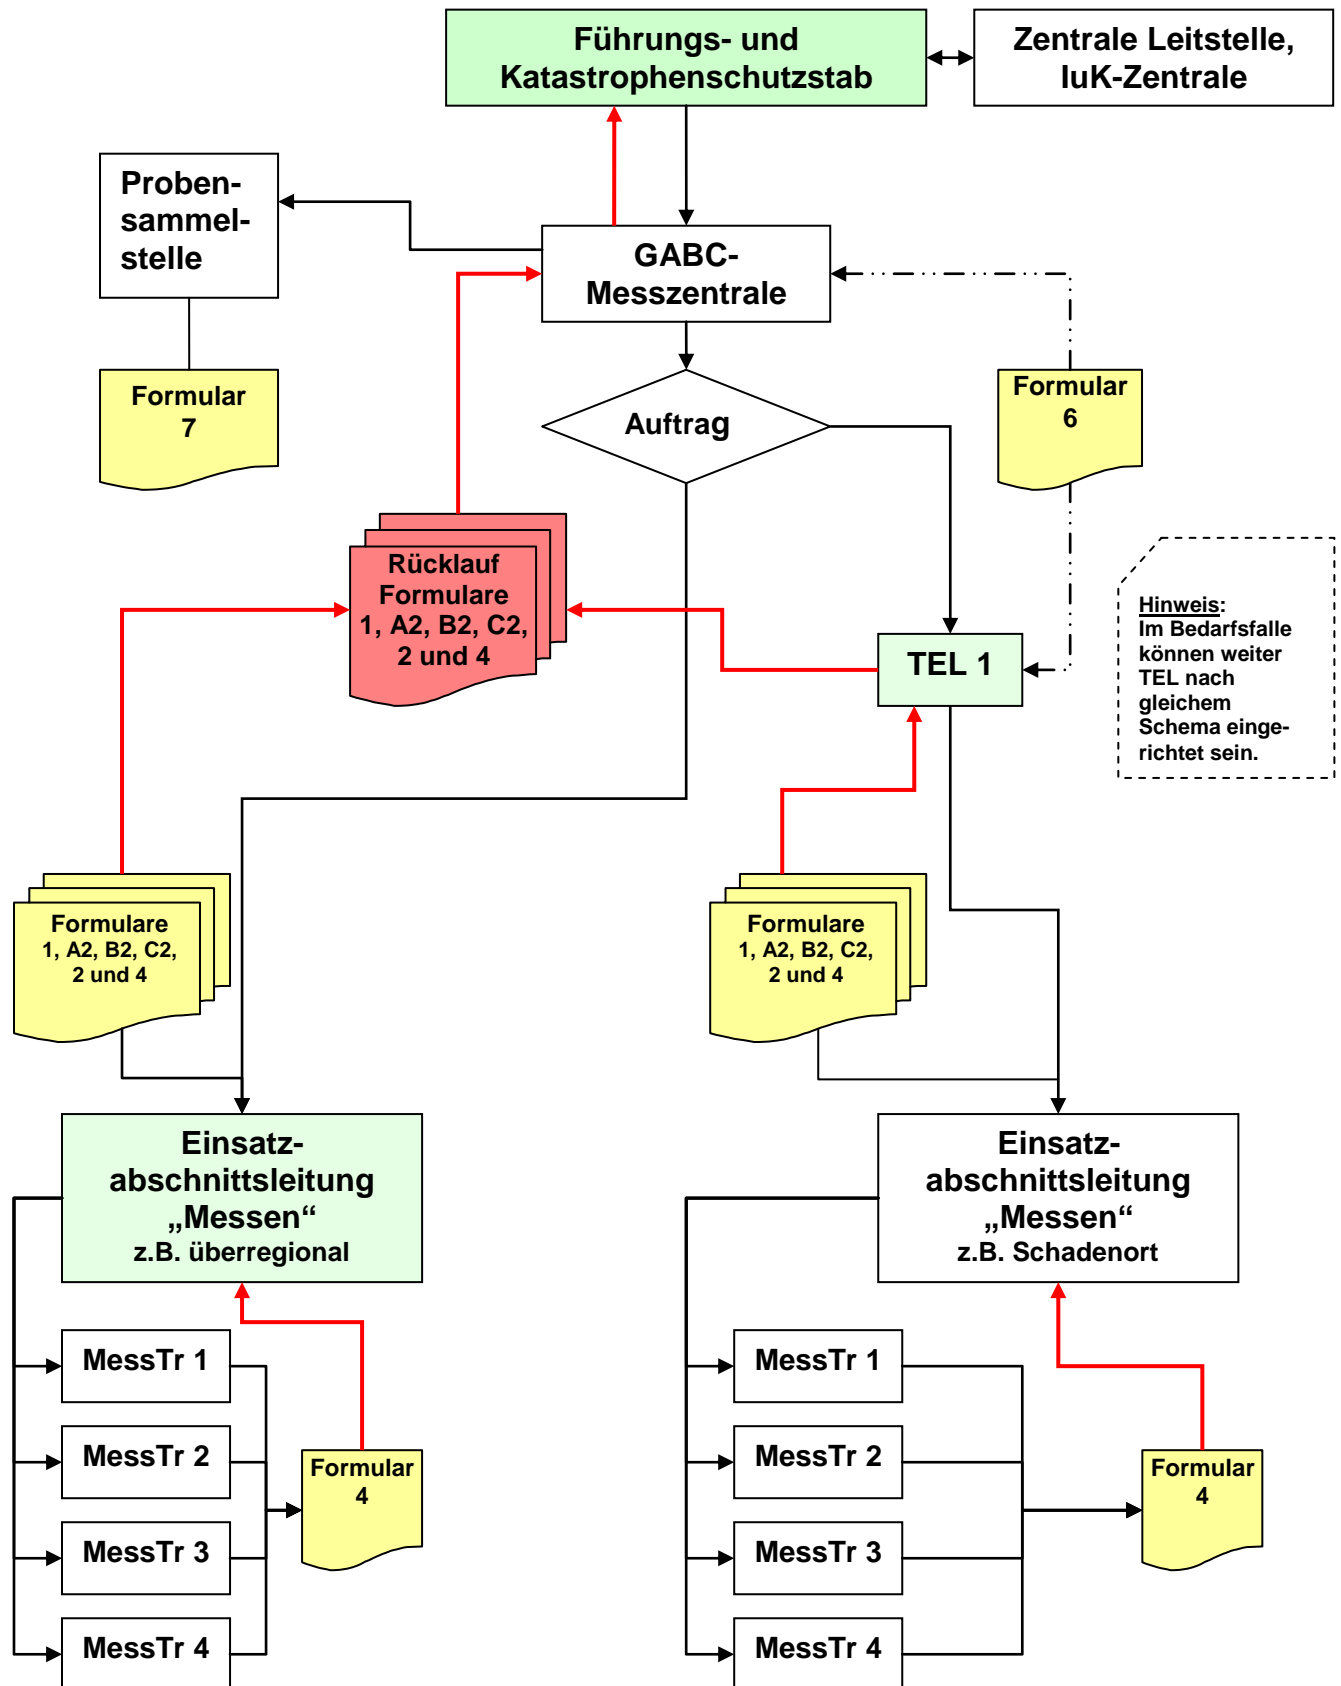 Führungs- und
Katastrophenschutzstab
Zentrale Leitstelle,
IuK-Zentrale
Proben-
sammel-
stelle
GABC-
Messzentrale
Formular
7
Auftrag
Formular
6
Rücklauf
Formulare
1, A2, B2, C2,
2 und 4
TEL 1
Hinweis:
Im Bedarfsfalle
können weiter
TEL nach
gleichem
Schema einge-
richtet sein.
Formulare
1, A2, B2, C2,
2 und 4
Formulare
1, A2, B2, C2,
2 und 4
Einsatz-
abschnittsleitung
„Messen“
z.B. überregional
Einsatz-
abschnittsleitung
„Messen“
z.B. Schadenort
MessTr 1
MessTr 2
MessTr 3
MessTr 4
Formular
4
MessTr 1
MessTr 2
MessTr 3
MessTr 4
Formular
4